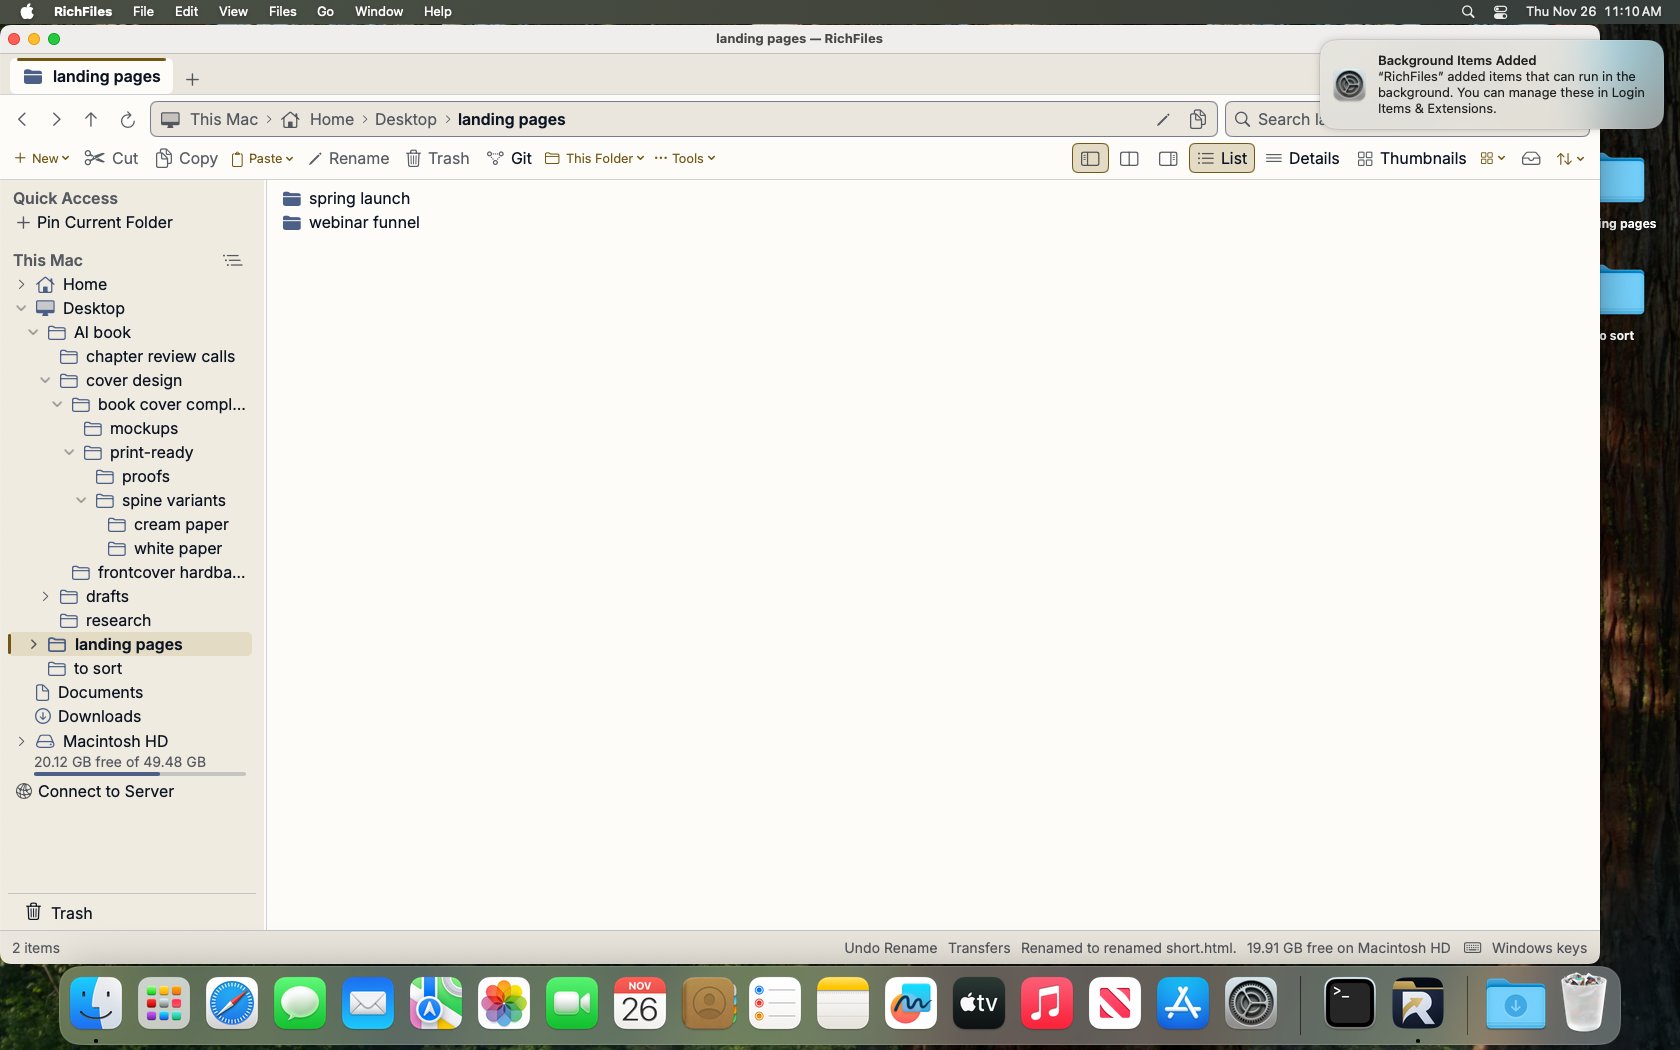 RichFiles File Edit View Files Go Window Help
Thu Nov 26 11:10 AM
landing pages — RichFiles
Background Items Added
“RichFiles” added items that can run in the
background. You can manage these in Login
Items & Extensions.
landing pages
This Mac > Home > Desktop > landing pages
Search
New Cut Copy Paste Rename Trash Git This Folder Tools
List Details Thumbnails
Quick Access
Pin Current Folder
This Mac
Home
Desktop
AI book
chapter review calls
cover design
book cover compl...
mockups
print-ready
proofs
spine variants
cream paper
white paper
frontcover hardba...
drafts
research
landing pages
to sort
Documents
Downloads
Macintosh HD
20.12 GB free of 49.48 GB
Connect to Server
Trash
spring launch
webinar funnel
ing pages
o sort
2 items
Undo Rename Transfers Renamed to renamed short.html. 19.91 GB free on Macintosh HD Windows keys
NOV
26
tv
>_